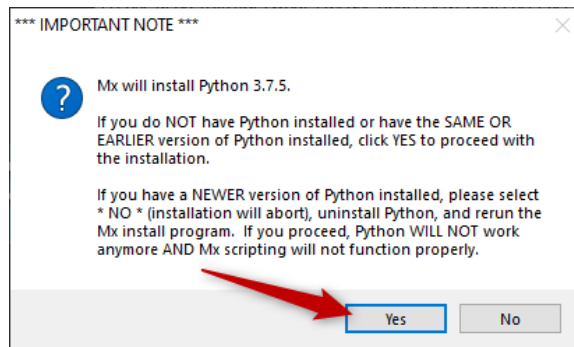 *** IMPORTANT NOTE ***
Mx will install Python 3.7.5.
If you do NOT have Python installed or have the SAME OR
EARLIER version of Python installed, click YES to proceed with
the installation.
If you have a NEWER version of Python installed, please select
* NO * (installation will abort), uninstall Python, and rerun the
Mx install program.  If you proceed, Python WILL NOT work
anymore AND Mx scripting will not function properly.
Yes
No